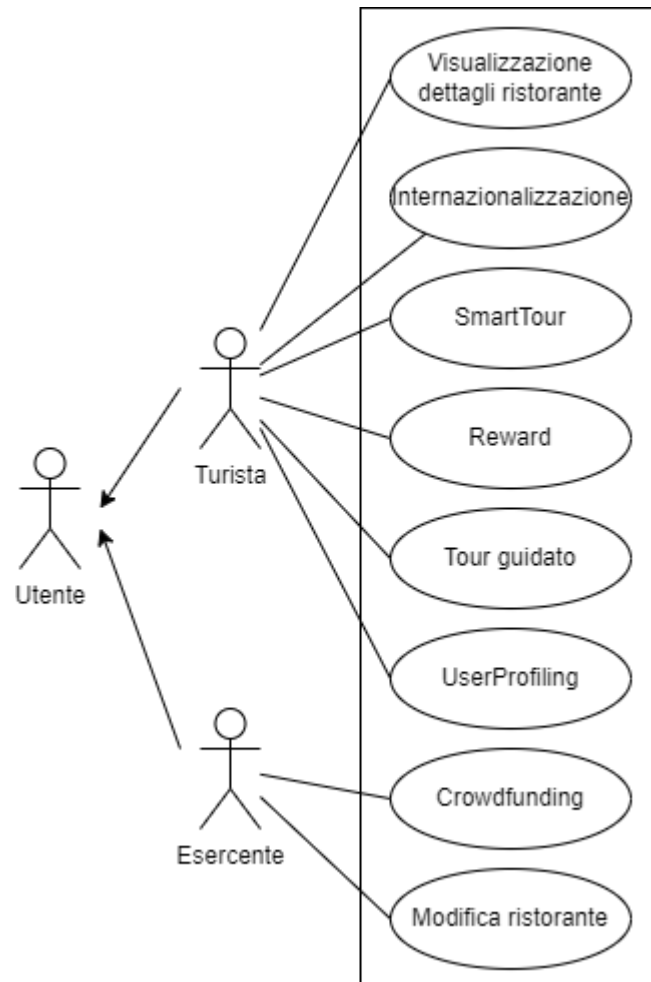 Visualizzazione
dettagli ristorante
Internazionalizzazione
SmartTour
Reward
Turista
Tour guidato
Utente
UserProfiling
Crowdfunding
Esercente
Modifica ristorante